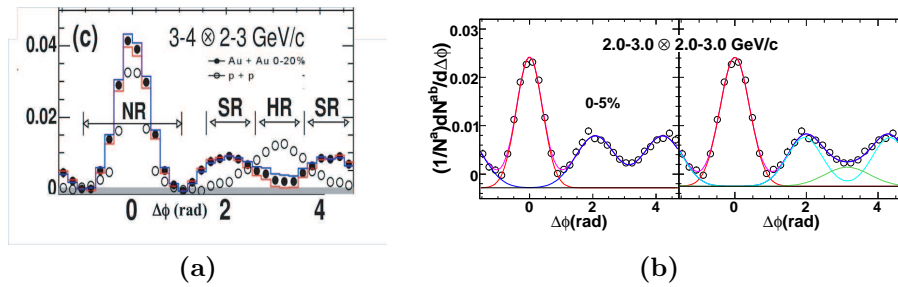 (c)
3-4 ⊗ 2-3 GeV/c
Au + Au 0-20%
p + p
NR
SR
HR
SR
0.04
0.02
0
0
2
4
Δφ (rad)
(a)
(1/Nᵃ)dNᵃᵇ/dΔφ
0.03
0.02
0.01
0
2.0-3.0 ⊗ 2.0-3.0 GeV/c
0-5%
0
2
4
0
2
4
Δφ(rad)
Δφ(rad)
(b)